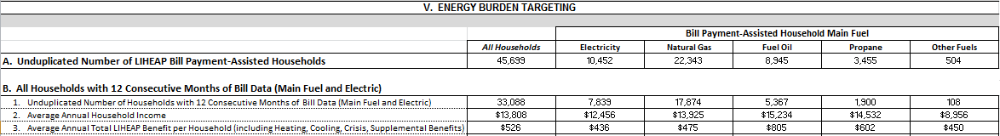 V. ENERGY BURDEN TARGETING
Bill Payment-Assisted Household Main Fuel
All Households Electricity Natural Gas Fuel Oil Propane Other Fuels
A. Unduplicated Number of LIHEAP Bill Payment-Assisted Households 45,699 10,452 22,343 8,945 3,455 504
B. All Households with 12 Consecutive Months of Bill Data (Main Fuel and Electric)
1. Unduplicated Number of Households with 12 Consecutive Months of Bill Data (Main Fuel and Electric) 33,088 7,839 17,874 5,367 1,900 108
2. Average Annual Household Income $13,808 $12,456 $13,925 $15,234 $14,532 $8,956
3. Average Annual Total LIHEAP Benefit per Household (including Heating, Cooling, Crisis, Supplemental Benefits) $526 $436 $475 $805 $602 $450